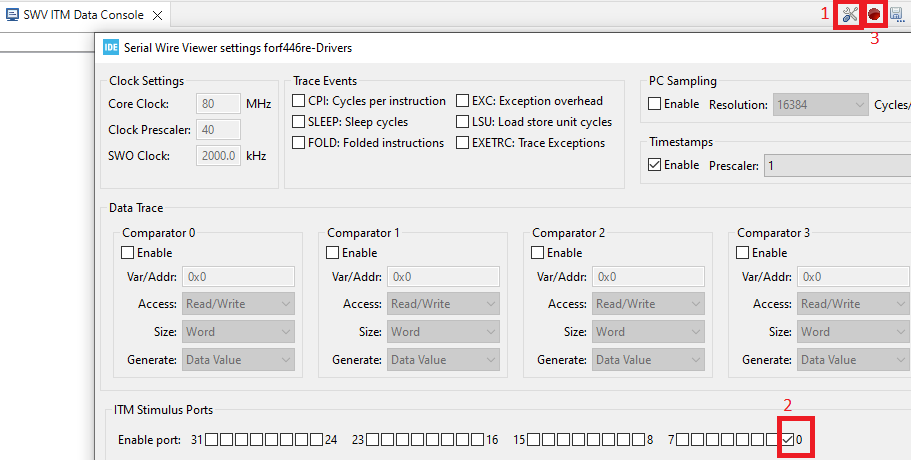 SWV ITM Data Console
1
3
IDE Serial Wire Viewer settings forf446re-Drivers
Clock Settings
Core Clock: 80 MHz
Clock Prescaler: 40
SWO Clock: 2000.0 kHz
Trace Events
CPI: Cycles per instruction EXC: Exception overhead
SLEEP: Sleep cycles LSU: Load store unit cycles
FOLD: Folded instructions EXETRC: Trace Exceptions
PC Sampling
Enable Resolution: 16384 Cycles/
Timestamps
Enable Prescaler: 1
Data Trace
Comparator 0
Enable
Var/Addr: 0x0
Access: Read/Write
Size: Word
Generate: Data Value
Comparator 1
Enable
Var/Addr: 0x0
Access: Read/Write
Size: Word
Generate: Data Value
Comparator 2
Enable
Var/Addr: 0x0
Access: Read/Write
Size: Word
Generate: Data Value
Comparator 3
Enable
Var/Addr: 0x0
Access: Read/Write
Size: Word
Generate: Data Value
ITM Stimulus Ports
2
Enable port: 31 24 23 16 15 8 7 0